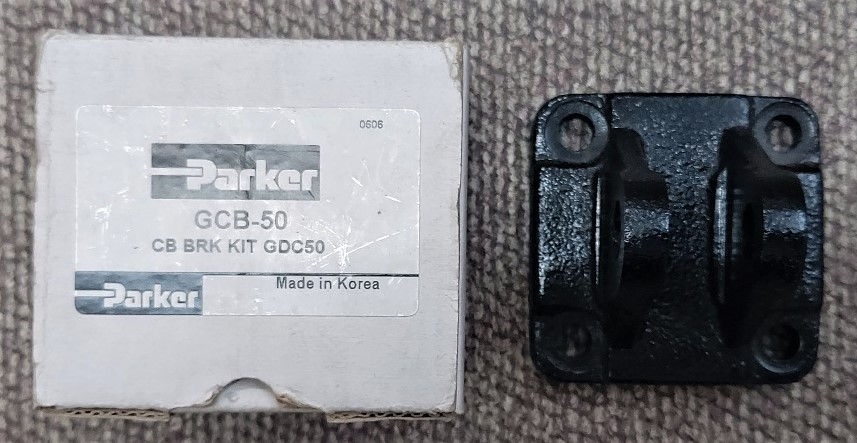 0606
Parker
GCB-50
CB BRK KIT GDC50
Parker
Made in Korea